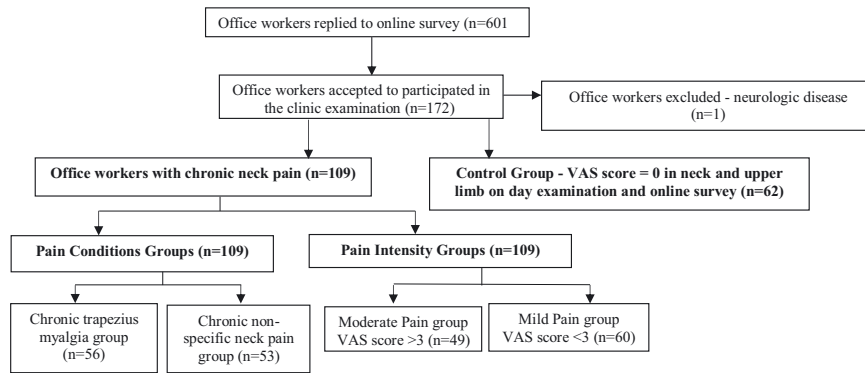 Office workers replied to online survey (n=601
Office workers accepted to participated in
the clinic examination (n=172)
Office workers excluded - neurologic disease
(n=1)
Office workers with chronic neck pain (n=109)
Control Group - VAS score = 0 in neck and upper
limb on day examination and online survey
(n=62)
Pain Conditions Groups (n=109)
Pain Intensity Groups (n=109)
Chronic trapezius
myalgia group
(n=56)
Chronic non-
specific neck pain
group (n=53)
Moderate Pain group
VAS score >3 (n=49)
Mild Pain group
VAS score <3 (n=60)